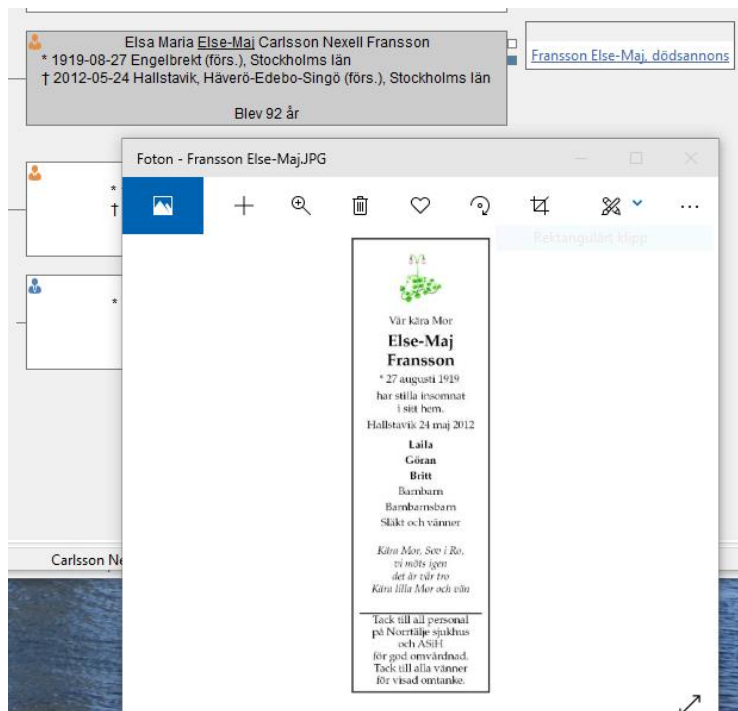 Elsa Maria Else-Maj Carlsson Nexell Fransson
* 1919-08-27 Engelbrekt (förs.), Stockholms län
† 2012-05-24 Hallstavik, Häverö-Edebo-Singö (förs.), Stockholms län
Blev 92 år
Fransson Else-Maj, dödsannons
Foton - Fransson Else-Maj.JPG
*
†
Rektangulärt klipp
*
Vår kära Mor
Else-Maj
Fransson
* 27 augusti 1919
har stilla insomnat
i sitt hem.
Hallstavik 24 maj 2012
Laila
Göran
Britt
Barnbarn
Barnbarnsbarn
Släkt och vänner
Kära Mor, Sov i Ro,
vi möts igen
det är vår tro
Kära lilla Mor och vän
Tack till all personal
på Norrtälje sjukhus
och ASiH
för god omvårdnad.
Tack till alla vänner
för visad omtanke.
Carlsson Ne